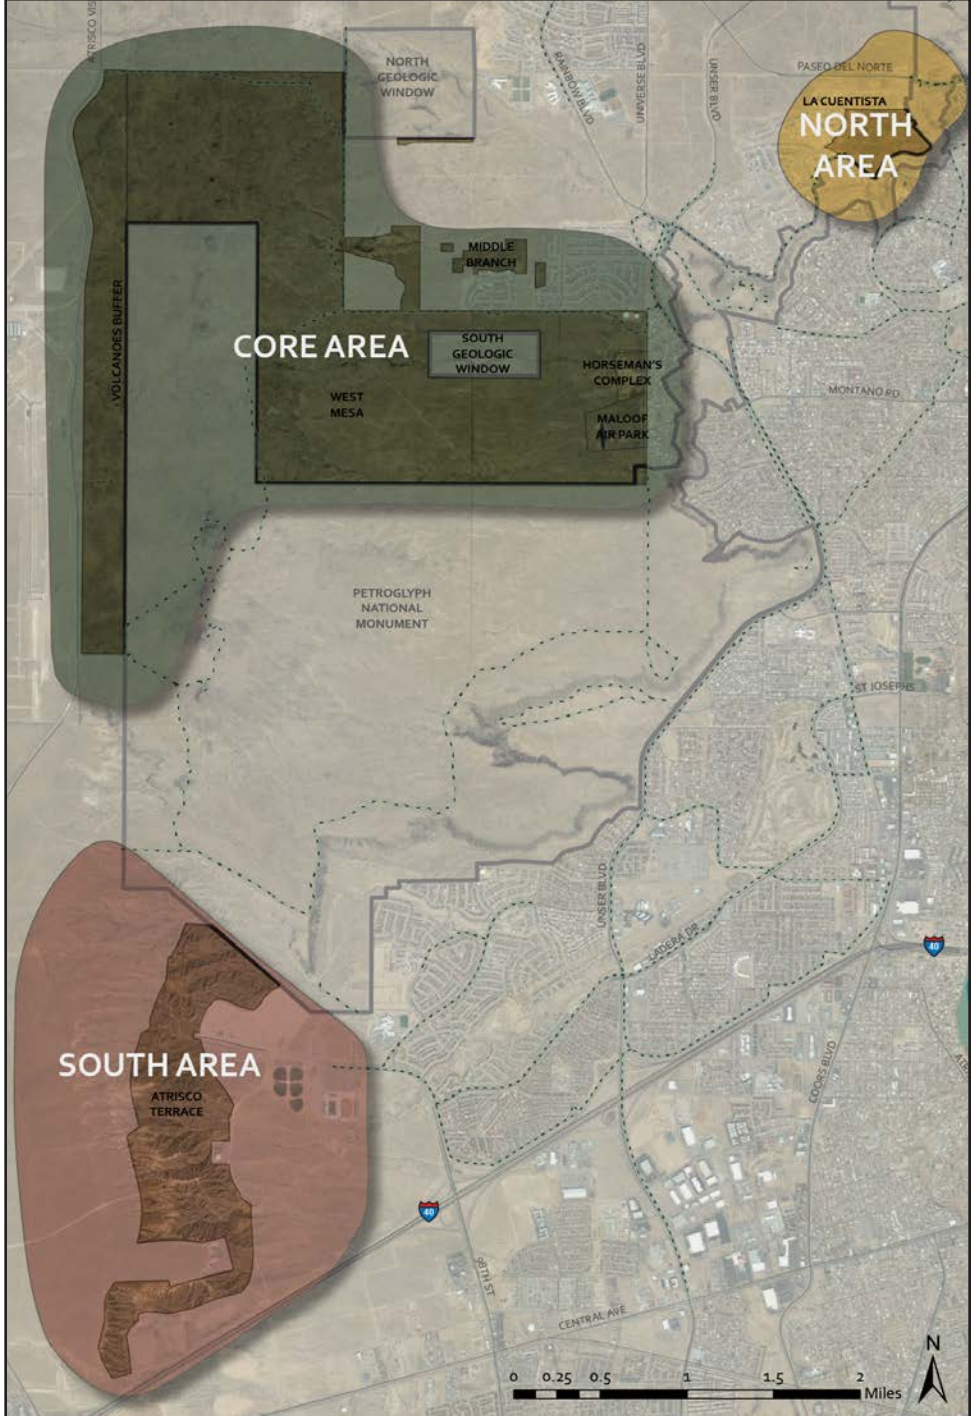 ATRISCO VIS
NORTH
GEOLOGIC
WINDOW
RAINBOW BLVD
UNIVERSE BLVD
UNSER BLVD
PASEO DEL NORTE
LA CUENTISTA
NORTH
AREA
MIDDLE
BRANCH
VOLCANOES BUFFER
CORE AREA
SOUTH
GEOLOGIC
WINDOW
HORSEMAN'S
COMPLEX
WEST
MESA
MALOOF
AIR PARK
MONTANO RD
PETROGLYPH
NATIONAL
MONUMENT
ST JOSEPHS
UNSER BLVD
LADERA DR
40
SOUTH AREA
ATRISCO
TERRACE
COORS BLVD
40
98TH ST
CENTRAL AVE
N
0 0.25 0.5 1 1.5 2
Miles